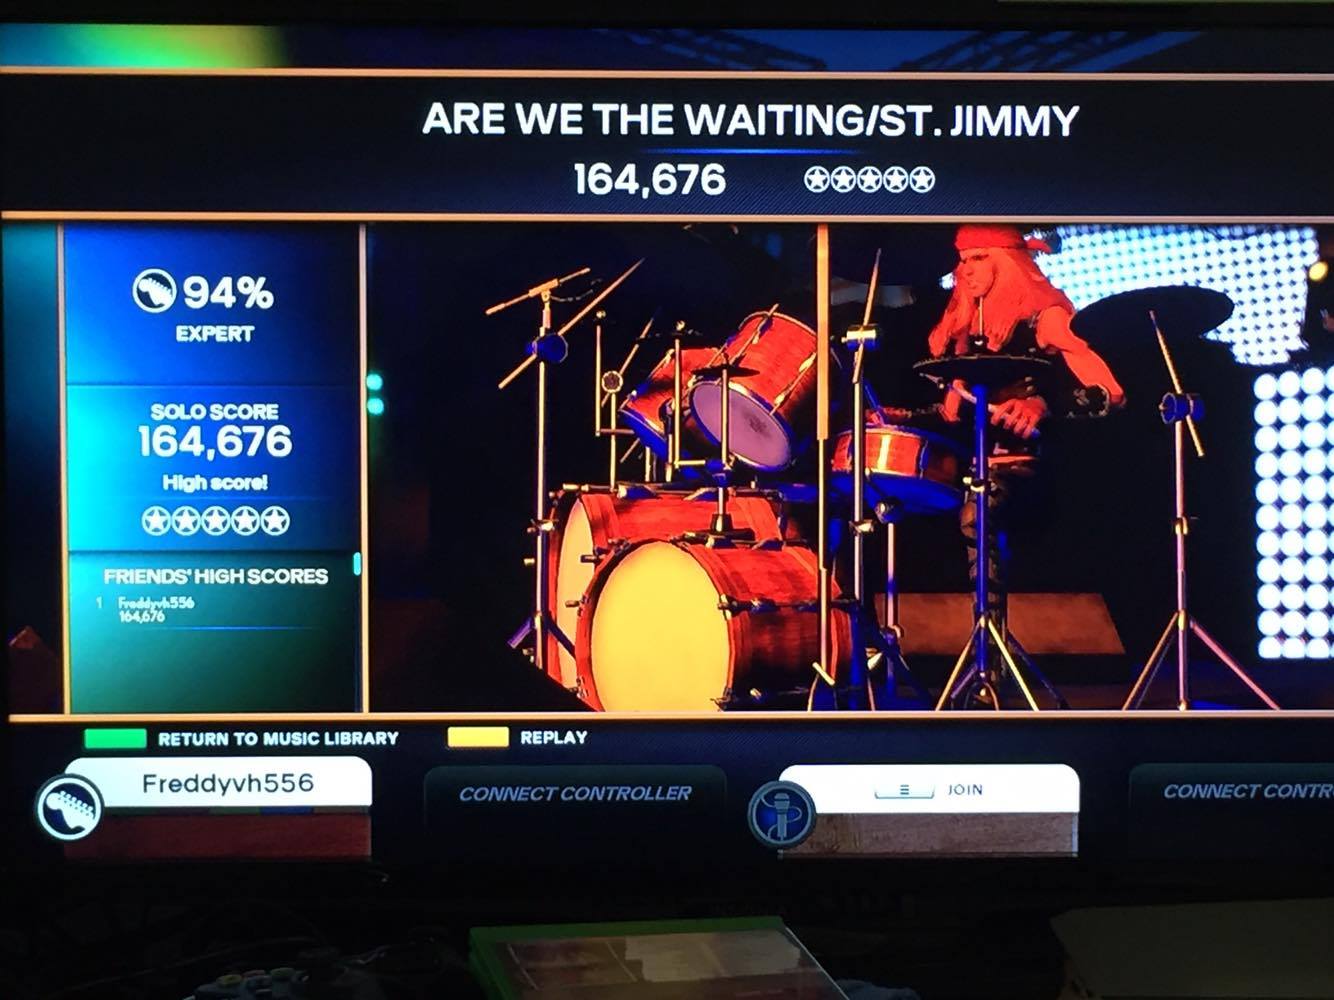 ARE WE THE WAITING/ST. JIMMY
164,676
94%
EXPERT
SOLO SCORE
164,676
High score!
FRIENDS' HIGH SCORES
1 Freddyvh556
164,676
RETURN TO MUSIC LIBRARY
REPLAY
Freddyvh556
CONNECT CONTROLLER
JOIN
CONNECT CONTR